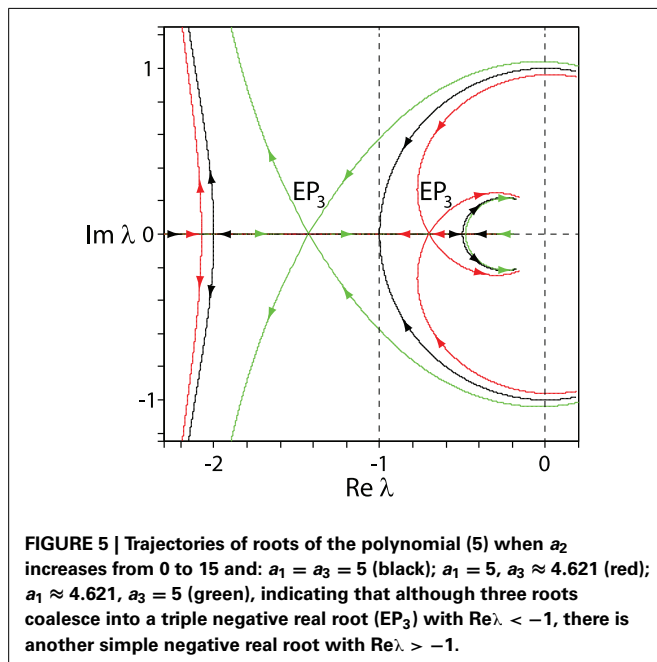 1
EP3
EP3
Im λ 0
-1
-2
-1
0
Re λ
FIGURE 5 | Trajectories of roots of the polynomial (5) when a2
increases from 0 to 15 and: a1 = a3 = 5 (black); a1 = 5, a3 ≈ 4.621 (red);
a1 ≈ 4.621, a3 = 5 (green), indicating that although three roots
coalesce into a triple negative real root (EP3) with Reλ < −1, there is
another simple negative real root with Reλ > −1.